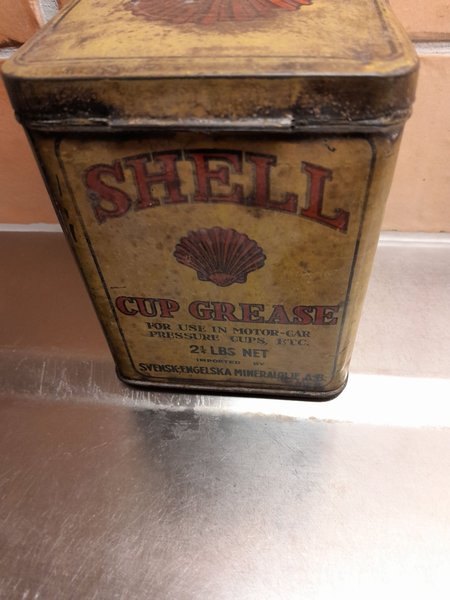 SHELL
CUP GREASE
FOR USE IN MOTOR-CAR
PRESSURE CUPS, ETC.
2½ LBS NET
IMPORTED BY
SVENSK-ENGELSKA MINERALOLJE A-B.